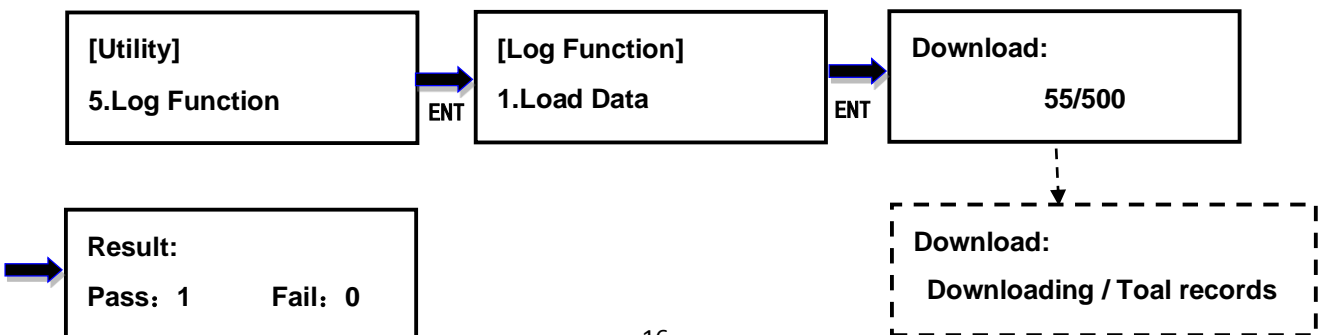 [Utility]
5.Log Function
ENT
[Log Function]
1.Load Data
ENT
Download:
55/500
Result:
Pass：1 Fail：0
Download:
Downloading / Toal records
16